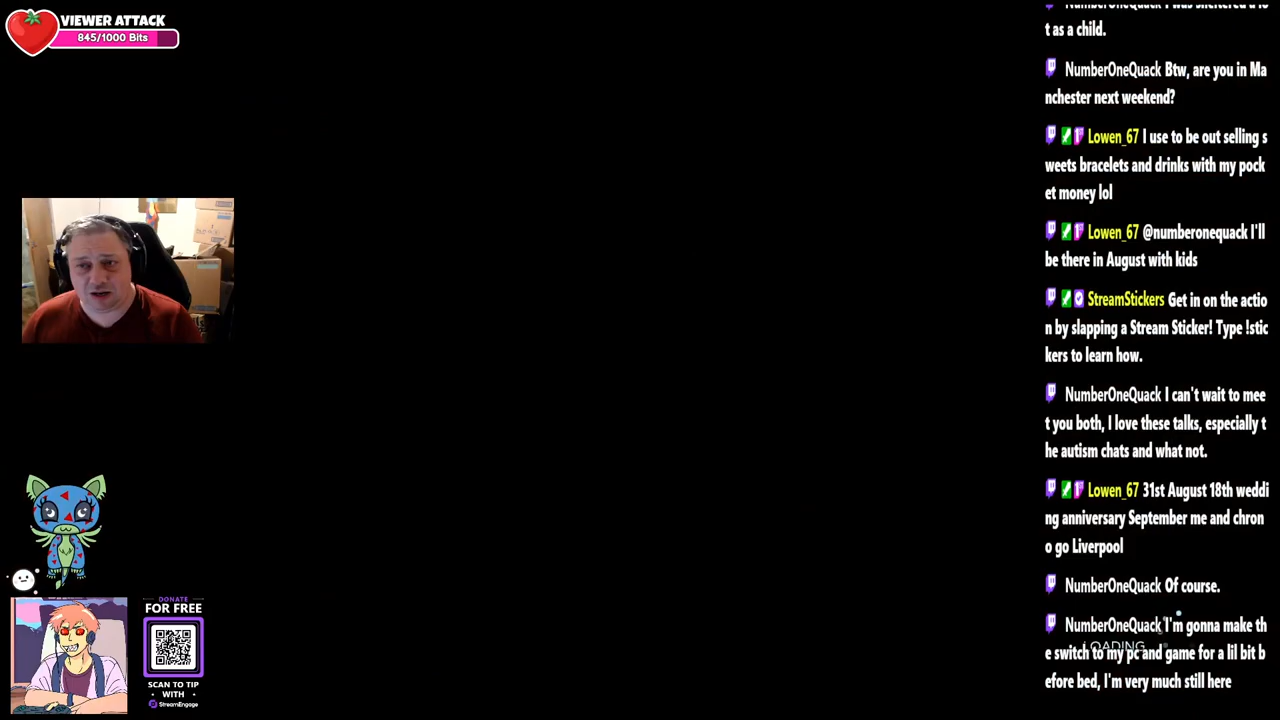 VIEWER ATTACK
845/1000 Bits
t as a child.
NumberOneQuack Btw, are you in Ma
nchester next weekend?
Lowen_67 I use to be out selling s
weets bracelets and drinks with my pock
et money lol
Lowen_67 @numberonequack I'll
be there in August with kids
StreamStickers Get in on the actio
n by slapping a Stream Sticker! Type !stic
kers to learn how.
NumberOneQuack I can't wait to mee
t you both, I love these talks, especially t
he autism chats and what not.
Lowen_67 31st August 18th weddi
ng anniversary September me and chron
o go Liverpool
NumberOneQuack Of course.
NumberOneQuack I'm gonna make th
e switch to my pc and game for a lil bit b
efore bed, I'm very much still here
LOADING
DONATE
FOR FREE
SCAN TO TIP
WITH
StreamEngage